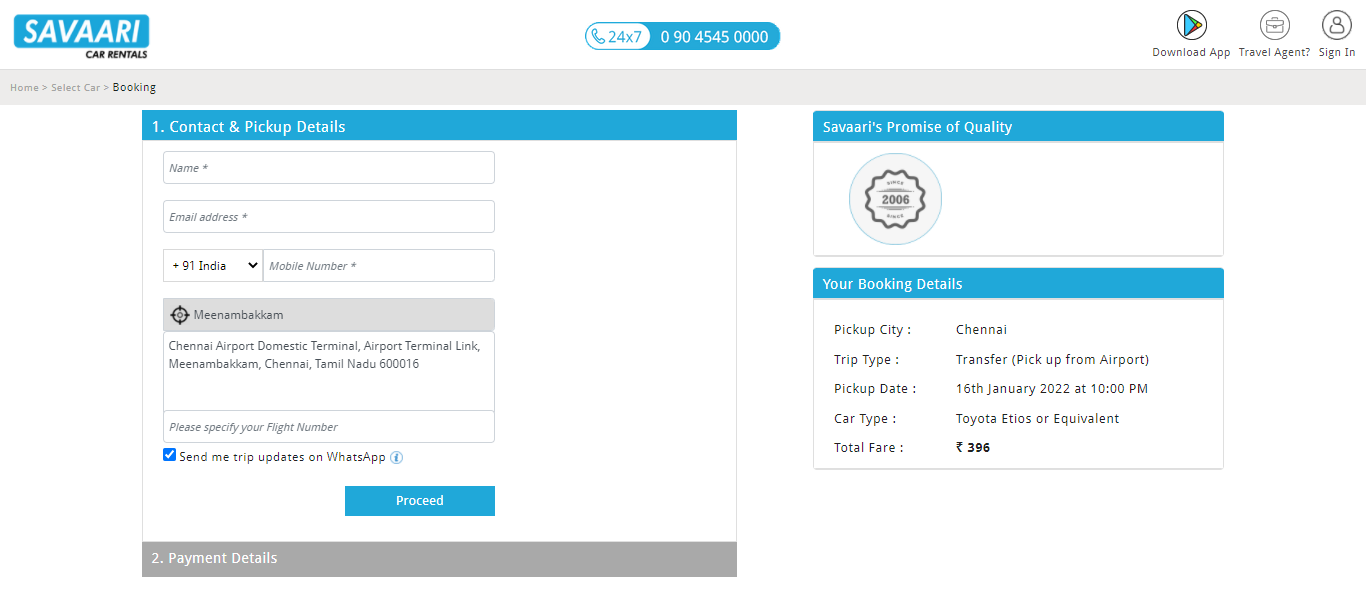 SAVAARI
CAR RENTALS
24x7 0 90 4545 0000
Download App
Travel Agent?
Sign In
Home > Select Car > Booking
1. Contact & Pickup Details
Name *
Email address *
+ 91 India
Mobile Number *
Meenambakkam
Chennai Airport Domestic Terminal, Airport Terminal Link,
Meenambakkam, Chennai, Tamil Nadu 600016
Please specify your Flight Number
Send me trip updates on WhatsApp i
Proceed
2. Payment Details
Savaari's Promise of Quality
SINCE
2006
SINCE
Your Booking Details
Pickup City : Chennai
Trip Type : Transfer (Pick up from Airport)
Pickup Date : 16th January 2022 at 10:00 PM
Car Type : Toyota Etios or Equivalent
Total Fare : ₹ 396